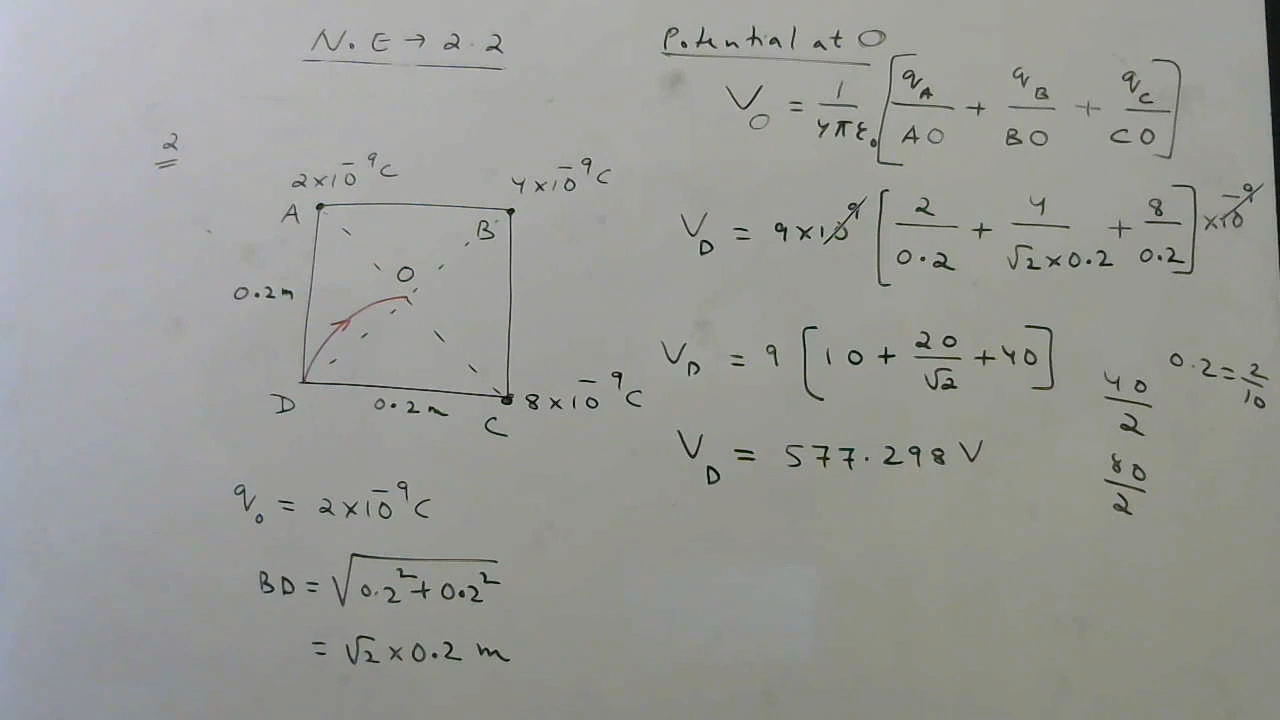 N.E → 2.2
2
2×10⁻⁹C
4×10⁻⁹C
A
B
O
0.2m
D
0.2m
C
8×10⁻⁹C
q₀ = 2×10⁻⁹C
BD = √(0.2² + 0.2²)
= √2 × 0.2 m
Potential at O
V_O = 1/4πε₀ [q_A/AO + q_B/BO + q_C/CO]
V_D = 9×10⁹ [2/0.2 + 4/√2×0.2 + 8/0.2] ×10⁻⁹
V_D = 9 [10 + 20/√2 + 40]
40/2
0.2 = 2/10
V_D = 577.298 V
80/2